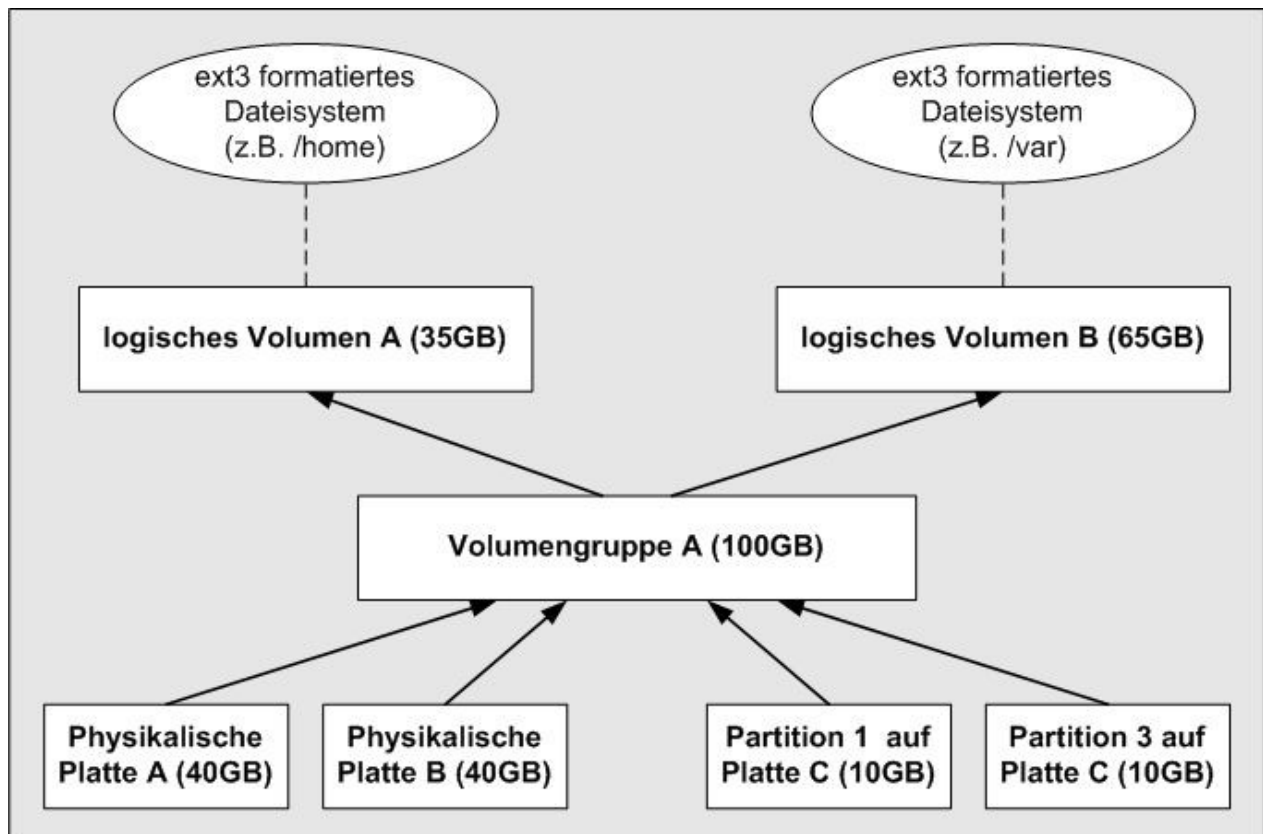 ext3 formatiertes
Dateisystem
(z.B. /home)
ext3 formatiertes
Dateisystem
(z.B. /var)
logisches Volumen A (35GB)
logisches Volumen B (65GB)
Volumengruppe A (100GB)
Physikalische
Platte A (40GB)
Physikalische
Platte B (40GB)
Partition 1 auf
Platte C (10GB)
Partition 3 auf
Platte C (10GB)